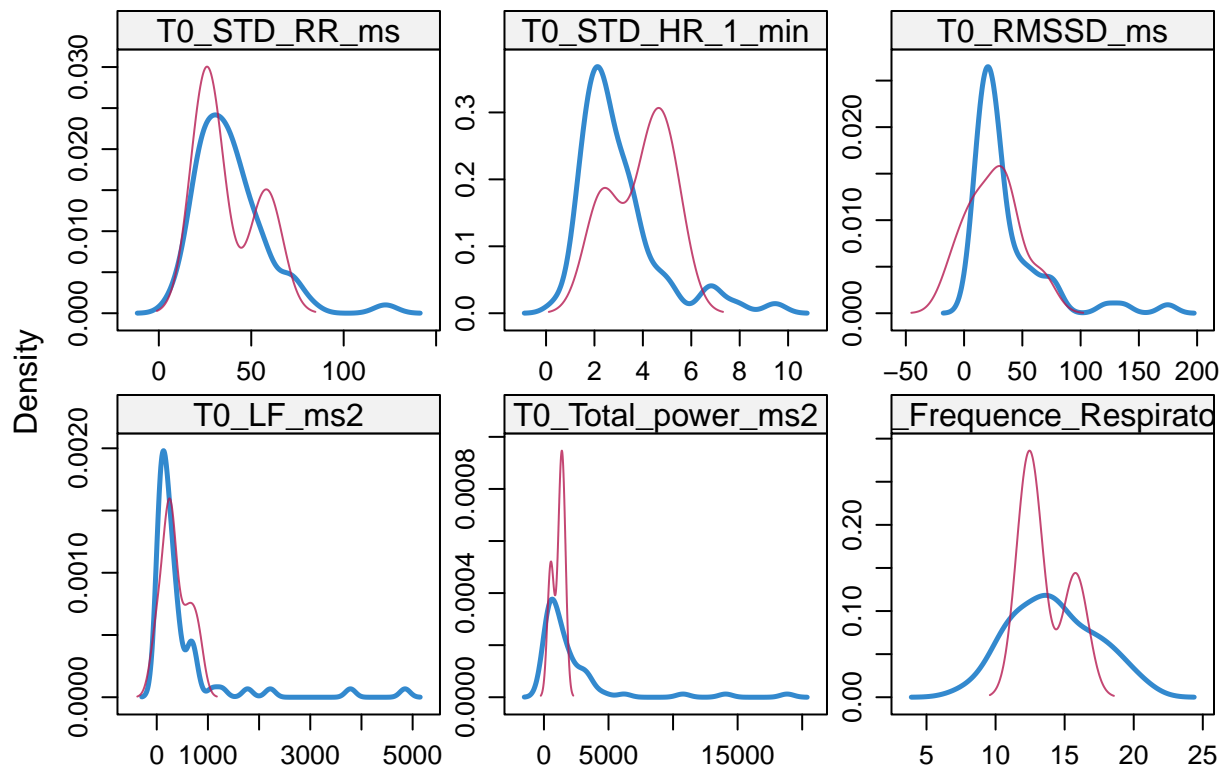 T0_STD_RR_ms
T0_STD_HR_1_min
T0_RMSSD_ms
0.000 0.010 0.020 0.030
0.0 0.1 0.2 0.3
0.000 0.010 0.020
0 50 100
0 2 4 6 8 10
−50 0 50 100 200
Density
T0_LF_ms2
T0_Total_power_ms2
_Frequence_Respirato
0.0000 0.0010 0.0020
0.0000 0.0004 0.0008
0.00 0.10 0.20
0 1000 3000 5000
0 5000 15000
5 10 15 20 25